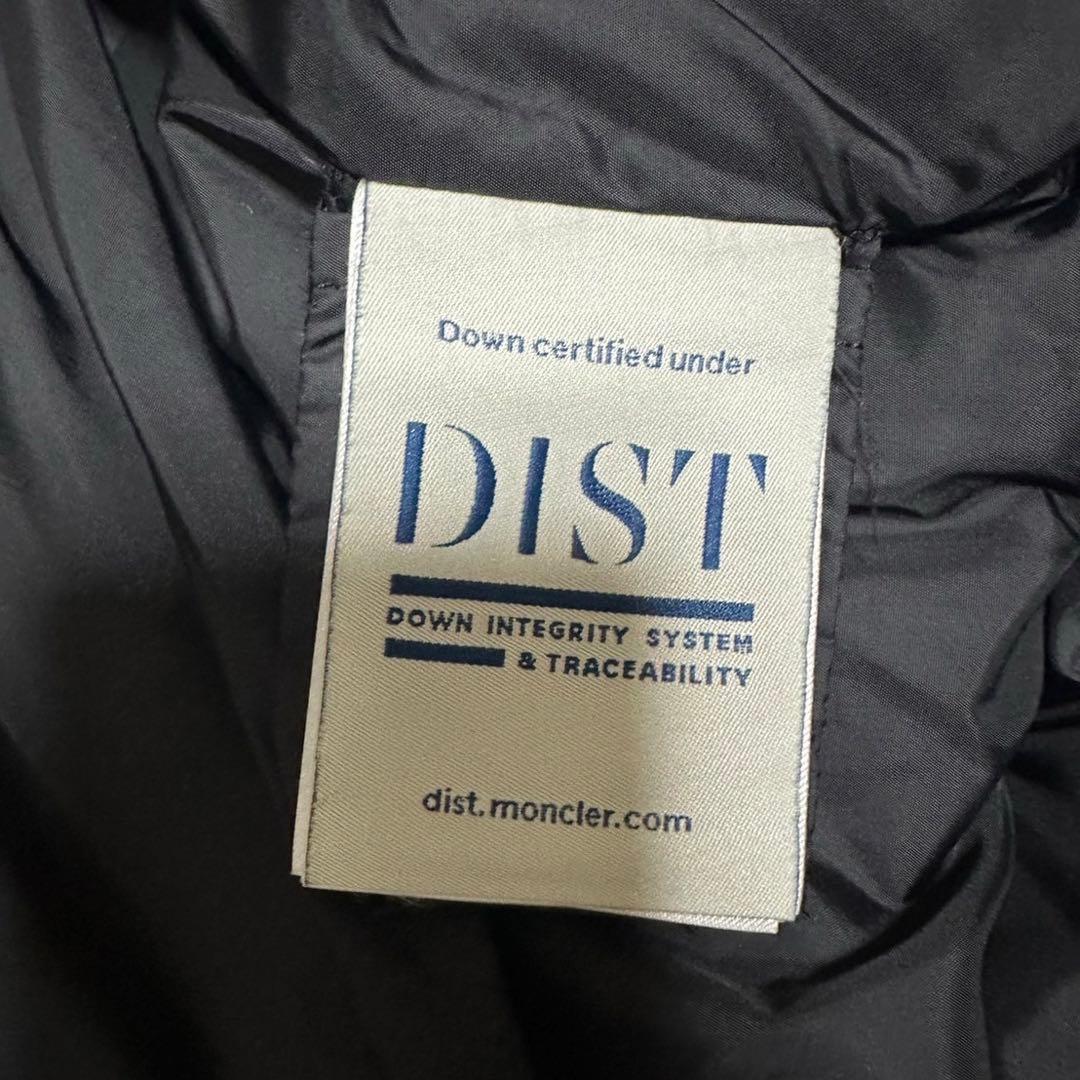 Down certified under
DIST
DOWN INTEGRITY SYSTEM
& TRACEABILITY
dist.moncler.com